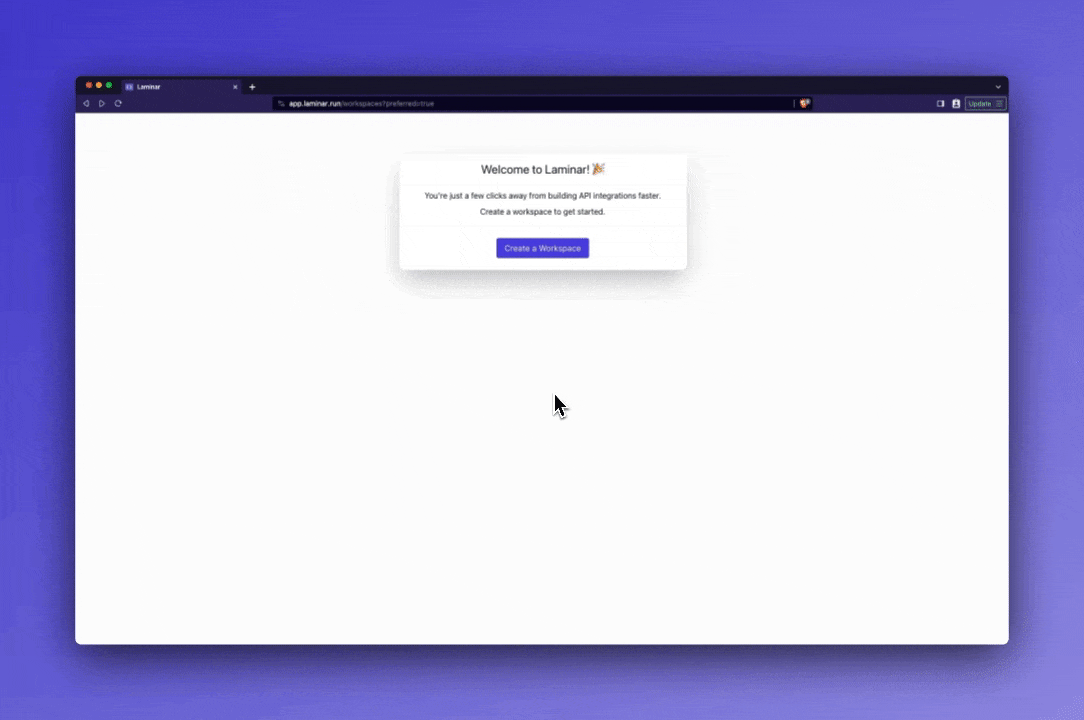 Laminar
app.laminar.run/workspaces?preferred=true
Update
Welcome to Laminar! 🎉
You're just a few clicks away from building API integrations faster.
Create a workspace to get started.
Create a Workspace